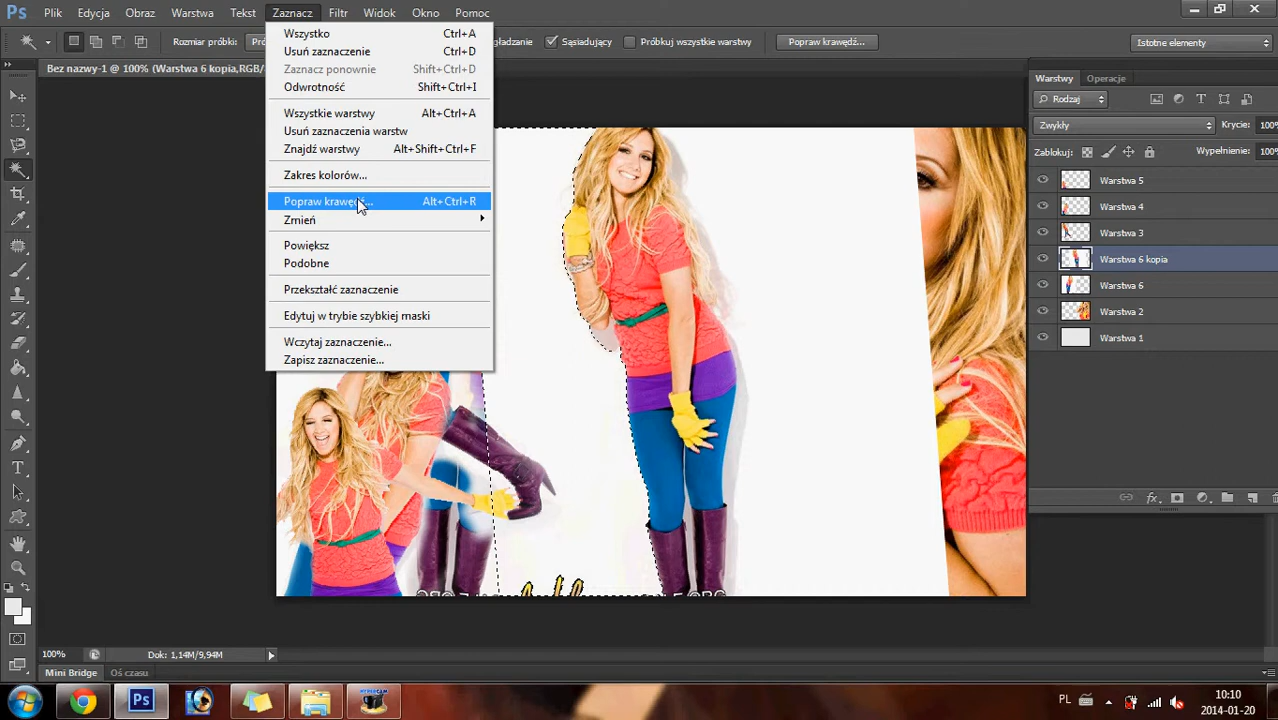 Ps Plik Edycja Obraz Warstwa Tekst Zaznacz Filtr Widok Okno Pomoc
Rozmiar próbki: Sąsiadujący Próbkuj wszystkie warstwy Popraw krawędź... Istotne elementy
Bez nazwy-1 @ 100% (Warstwa 6 kopia,RGB/
Wszystko Ctrl+A
Usuń zaznaczenie Ctrl+D
Zaznacz ponownie Shift+Ctrl+D
Odwrotność Shift+Ctrl+I
Wszystkie warstwy Alt+Ctrl+A
Usuń zaznaczenia warstw
Znajdź warstwy Alt+Shift+Ctrl+F
Zakres kolorów...
Popraw krawędź... Alt+Ctrl+R
Zmień
Powiększ
Podobne
Przekształć zaznaczenie
Edytuj w trybie szybkiej maski
Wczytaj zaznaczenie...
Zapisz zaznaczenie...
Warstwy Operacje
Rodzaj
Zwykły Krycie: 100%
Zablokuj: Wypełnienie: 100%
Warstwa 5
Warstwa 4
Warstwa 3
Warstwa 6 kopia
Warstwa 6
Warstwa 2
Warstwa 1
fx
100% Dok: 1,14M/9,94M
Mini Bridge Oś czasu
Ps HYPERCAM PL 10:10
2014-01-20